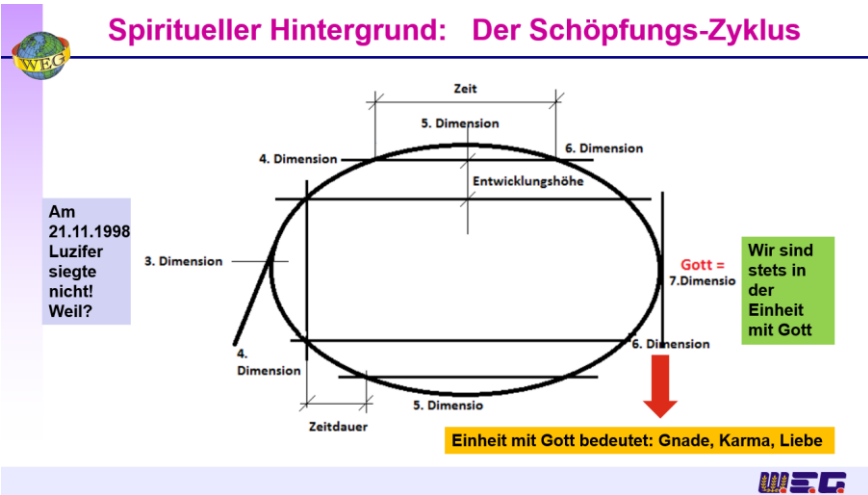 Spiritueller Hintergrund: Der Schöpfungs-Zyklus
WEG
Zeit
5. Dimension
4. Dimension
6. Dimension
Entwicklungshöhe
Am
21.11.1998
Luzifer
siegte
nicht!
Weil?
3. Dimension
Gott =
7.Dimensio
Wir sind
stets in
der
Einheit
mit Gott
4.
Dimension
6. Dimension
5. Dimensio
Zeitdauer
Einheit mit Gott bedeutet: Gnade, Karma, Liebe
WEG